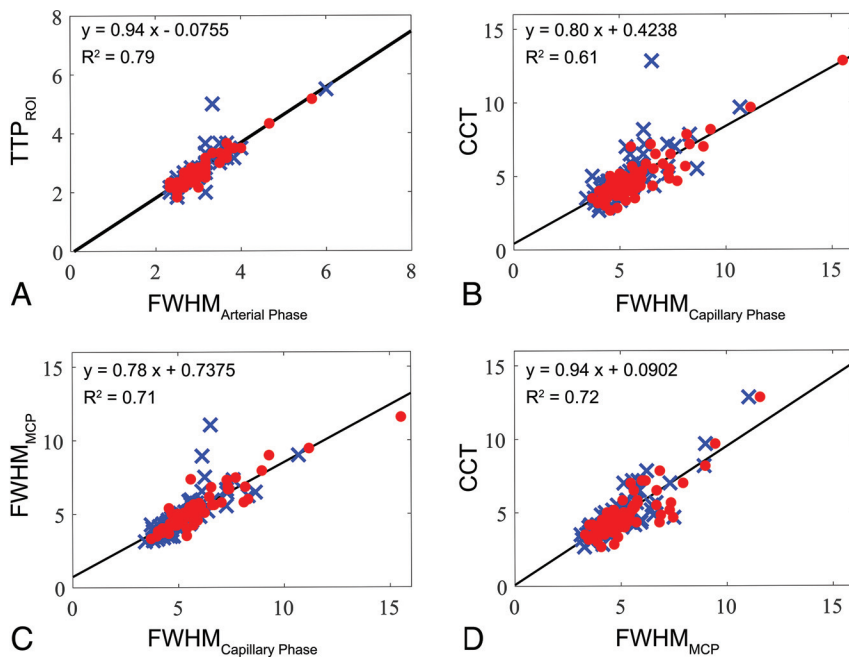 8
y = 0.94 x - 0.0755
R² = 0.79
6
4
2
0
TTP_ROI
0 2 4 6 8
FWHM_Arterial Phase
A
15
y = 0.80 x + 0.4238
R² = 0.61
10
5
0
CCT
0 5 10 15
FWHM_Capillary Phase
B
15
y = 0.78 x + 0.7375
R² = 0.71
10
5
0
FWHM_MCP
0 5 10 15
FWHM_Capillary Phase
C
15
y = 0.94 x + 0.0902
R² = 0.72
10
5
0
CCT
0 5 10 15
FWHM_MCP
D